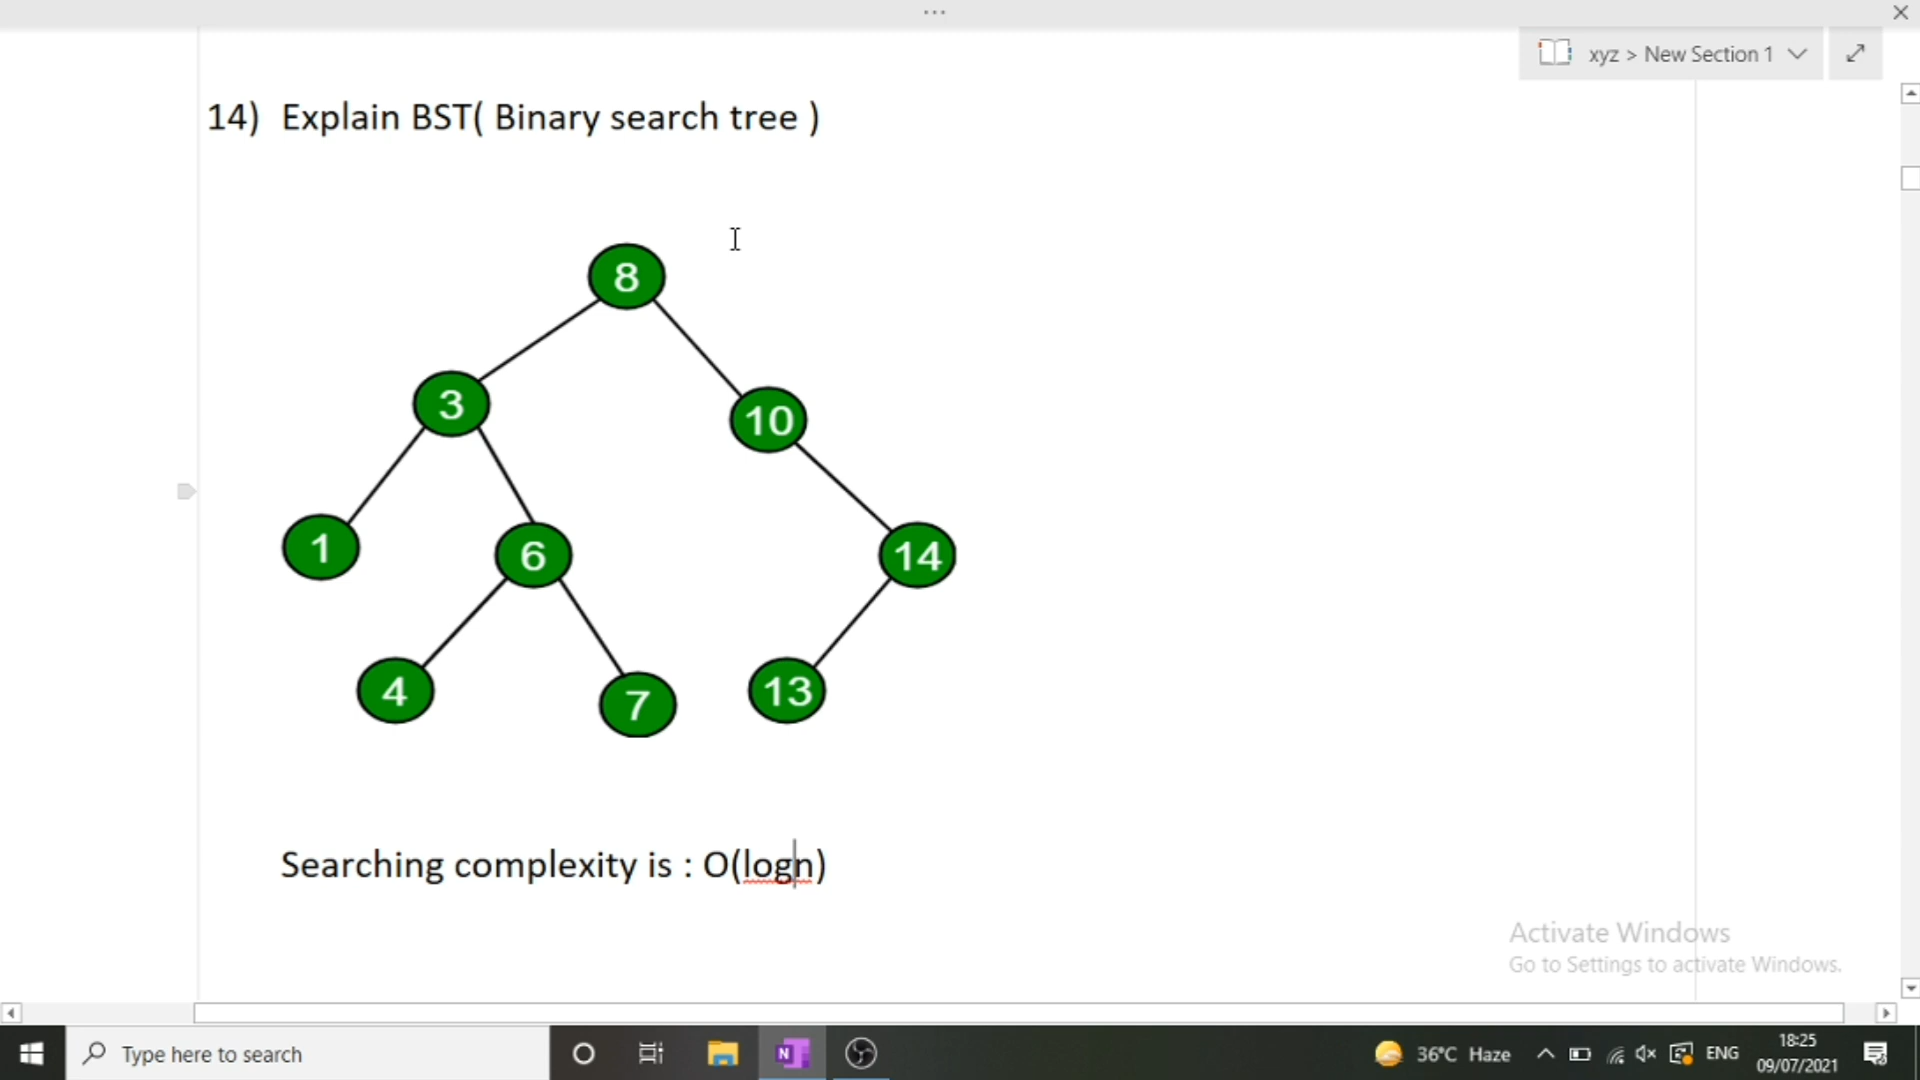 xyz > New Section 1
14) Explain BST( Binary search tree )
8
3
10
1
6
14
4
7
13
Searching complexity is : O(logn)
Activate Windows
Go to Settings to activate Windows.
Type here to search
N
36°C Haze
ENG
18:25
09/07/2021